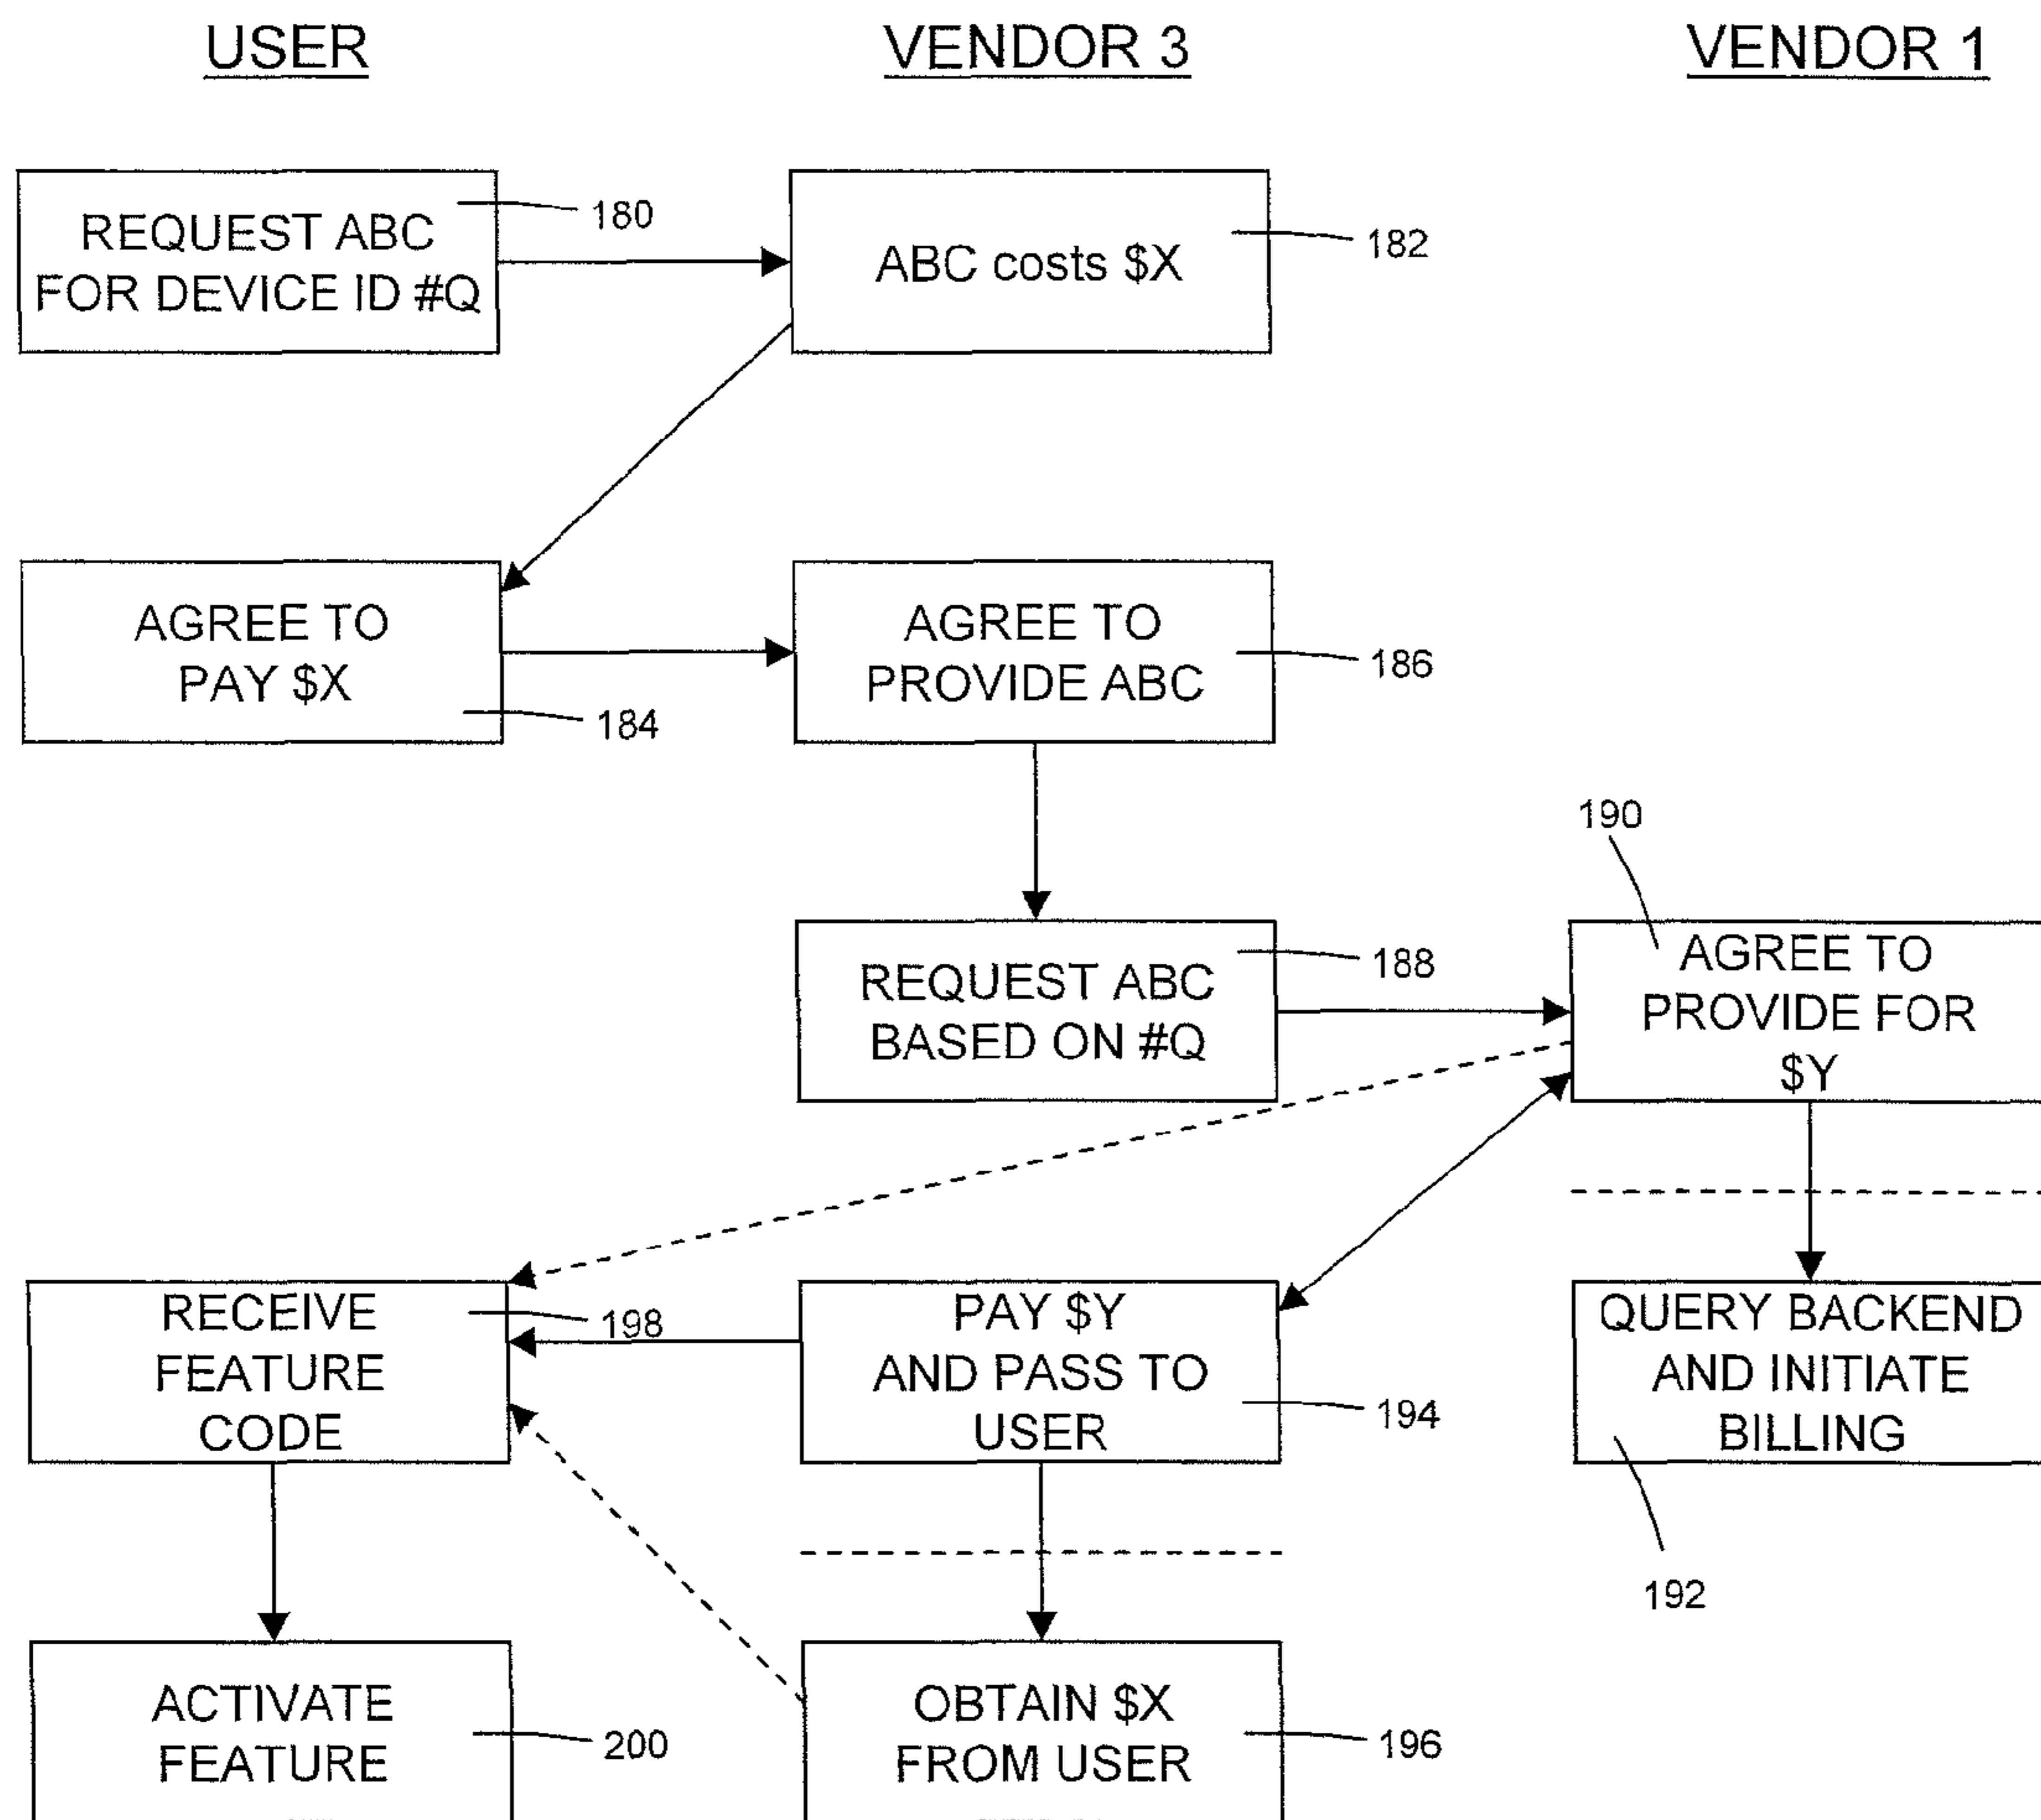 USER
VENDOR 3
VENDOR 1
REQUEST ABC
FOR DEVICE ID #Q
180
ABC costs $X
182
AGREE TO
PAY $X
184
AGREE TO
PROVIDE ABC
186
190
REQUEST ABC
BASED ON #Q
188
AGREE TO
PROVIDE FOR
$Y
RECEIVE
FEATURE
CODE
198
PAY $Y
AND PASS TO
USER
194
QUERY BACKEND
AND INITIATE
BILLING
192
ACTIVATE
FEATURE
200
OBTAIN $X
FROM USER
196